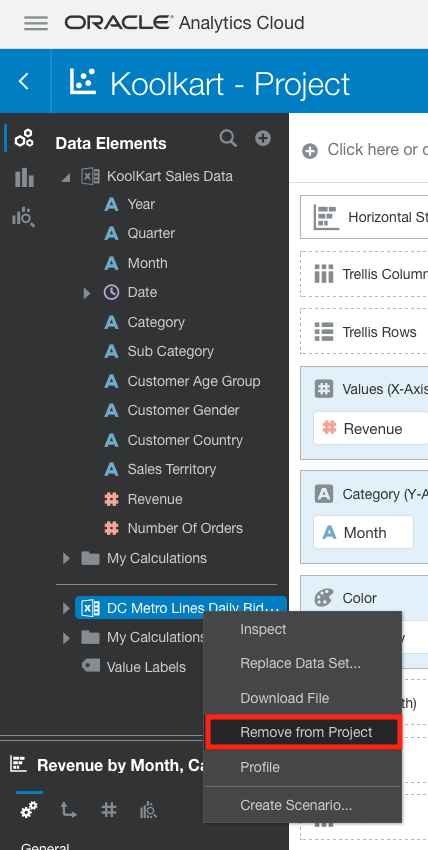 ORACLE Analytics Cloud
Koolkart - Project
Data Elements
KoolKart Sales Data
Year
Quarter
Month
Date
Category
Sub Category
Customer Age Group
Customer Gender
Customer Country
Sales Territory
Revenue
Number Of Orders
My Calculations
DC Metro Lines Daily Rid...
My Calculations
Value Labels
Inspect
Replace Data Set...
Download File
Remove from Project
Profile
Create Scenario...
Revenue by Month, Ca
General
Click here or
Horizontal St
Trellis Column
Trellis Rows
Values (X-Axis
Revenue
Category (Y-A
Month
Color